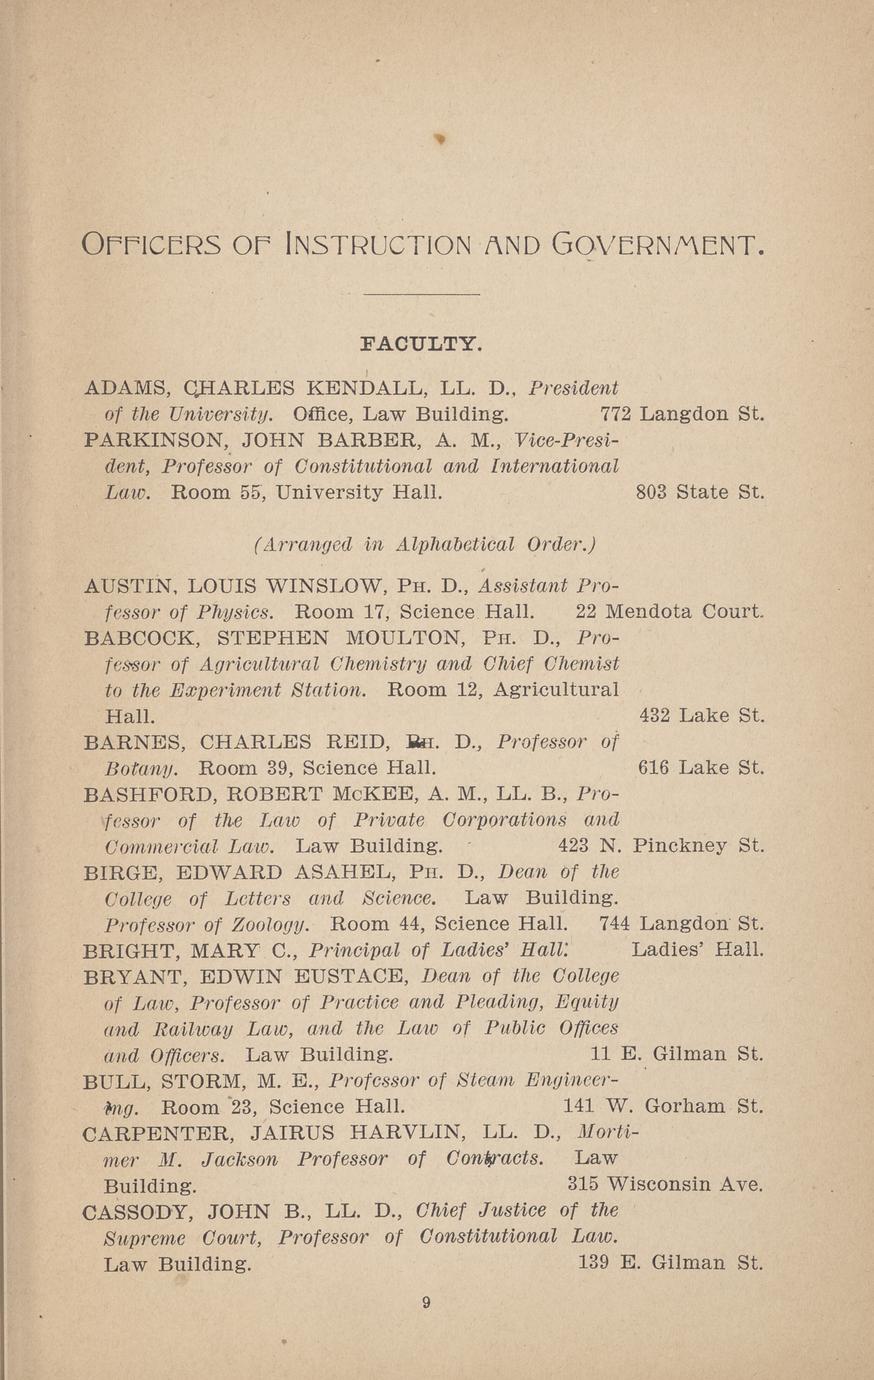 OFFICERS OF INSTRUCTION AND GOVERNMENT.
FACULTY.
ADAMS, CHARLES KENDALL, LL. D., President
of the University. Office, Law Building. 772 Langdon St.
PARKINSON, JOHN BARBER, A. M., Vice-Presi-
dent, Professor of Constitutional and International
Law. Room 55, University Hall. 803 State St.
(Arranged in Alphabetical Order.)
AUSTIN, LOUIS WINSLOW, PH. D., Assistant Pro-
fessor of Physics. Room 17, Science Hall. 22 Mendota Court.
BABCOCK, STEPHEN MOULTON, PH. D., Pro-
fessor of Agricultural Chemistry and Chief Chemist
to the Experiment Station. Room 12, Agricultural
Hall. 432 Lake St.
BARNES, CHARLES REID, PH. D., Professor of
Botany. Room 39, Science Hall. 616 Lake St.
BASHFORD, ROBERT McKEE, A. M., LL. B., Pro-
fessor of the Law of Private Corporations and
Commercial Law. Law Building. 423 N. Pinckney St.
BIRGE, EDWARD ASAHEL, PH. D., Dean of the
College of Letters and Science. Law Building.
Professor of Zoology. Room 44, Science Hall. 744 Langdon St.
BRIGHT, MARY C., Principal of Ladies' Hall. Ladies' Hall.
BRYANT, EDWIN EUSTACE, Dean of the College
of Law, Professor of Practice and Pleading, Equity
and Railway Law, and the Law of Public Offices
and Officers. Law Building. 11 E. Gilman St.
BULL, STORM, M. E., Professor of Steam Engineer-
ing. Room 23, Science Hall. 141 W. Gorham St.
CARPENTER, JAIRUS HARVLIN, LL. D., Morti-
mer M. Jackson Professor of Contracts. Law
Building. 315 Wisconsin Ave.
CASSODY, JOHN B., LL. D., Chief Justice of the
Supreme Court, Professor of Constitutional Law.
Law Building. 139 E. Gilman St.
9